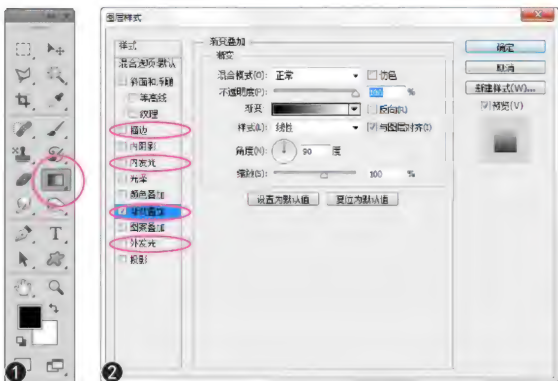 图层样式
样式
混合选项:默认
斜面和浮雕
等高线
纹理
描边
内阴影
内发光
光泽
颜色叠加
渐变叠加
图案叠加
外发光
投影
渐变叠加
渐变
混合模式(O): 正常 仿色
不透明度(P): 100 %
渐变: 反向(R)
样式(L): 线性 与图层对齐(I)
角度(N): 90 度
缩放(S): 100 %
设置为默认值 复位为默认值
确定
取消
新建样式(W)...
预览(V)
T
1
2